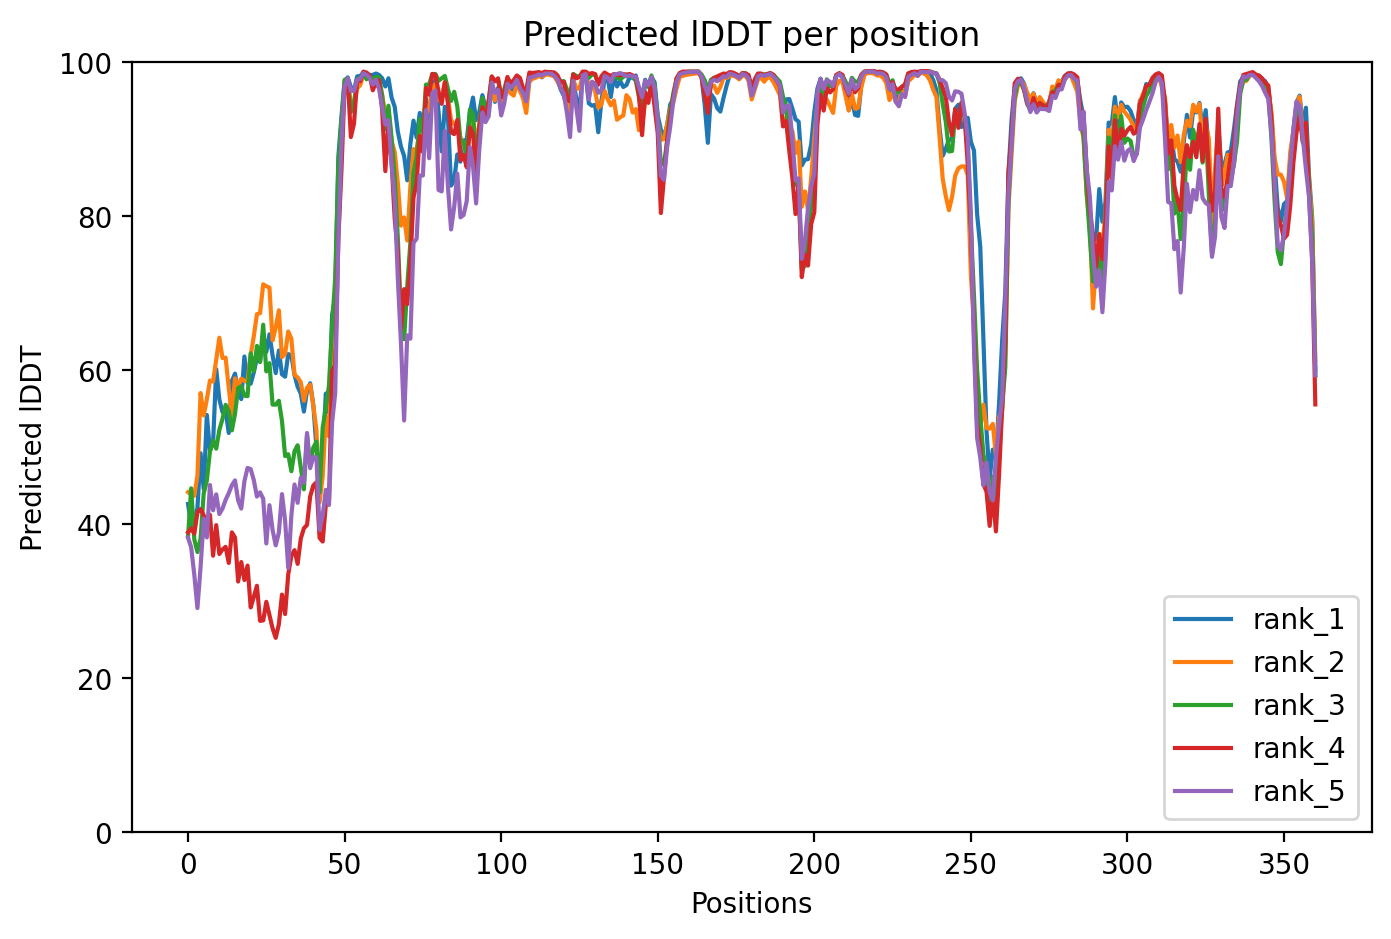 Predicted lDDT per position
100
80
60
40
20
0
Predicted lDDT
0 50 100 150 200 250 300 350
Positions
rank_1
rank_2
rank_3
rank_4
rank_5